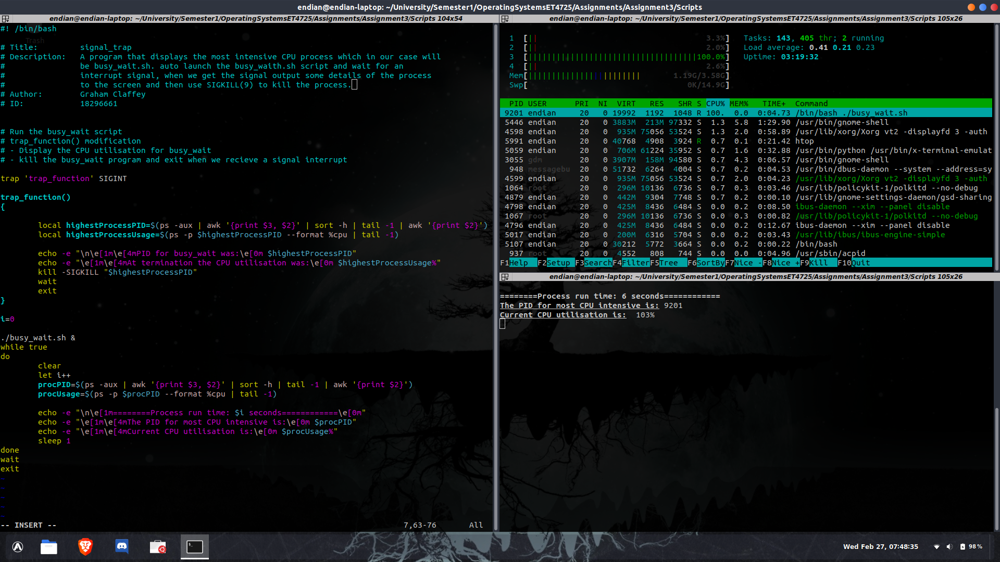 endian@endian-laptop: ~/University/Semester1/OperatingSystemsET4725/Assignments/Assignment3/Scripts
endian@endian-laptop: ~/University/Semester1/OperatingSystemsET4725/Assignments/Assignment3/Scripts 104x54
#! /bin/bash
Trash
# Title:         signal_trap
# Description:   A program that displays the most intensive CPU process which in our case will
#                be busy_wait.sh. auto launch the busy_waith.sh script and wait for an
#                interrupt signal, when we get the signal output some details of the process
#                to the screen and then use SIGKILL(9) to kill the process.
# Author:        Graham Claffey
# ID:            18296661
# Run the busy_wait script
# trap_function() modification
# - Display the CPU utilisation for busy_wait
# - kill the busy_wait program and exit when we recieve a signal interrupt
trap 'trap_function' SIGINT
trap_function()
{
        local highestProcessPID=$(ps -aux | awk '{print $3, $2}' | sort -h | tail -1 | awk '{print $2}')
        local highestProcessUsage=$(ps -p $highestProcessPID --format %cpu | tail -1)
        echo -e "\n\e[1m\e[4mPID for busy_wait was:\e[0m $highestProcessPID"
        echo -e "\e[1m\e[4mAt termination the CPU utilisation was:\e[0m $highestProcessUsage%"
        kill -SIGKILL "$highestProcessPID"
        wait
        exit
}
i=0
./busy_wait.sh &
while true
do
        clear
        let i++
        procPID=$(ps -aux | awk '{print $3, $2}' | sort -h | tail -1 | awk '{print $2}')
        procUsage=$(ps -p $procPID --format %cpu | tail -1)
        echo -e "\n\e[1m========Process run time: $i seconds============\e[0m"
        echo -e "\e[1m\e[4mThe PID for most CPU intensive is:\e[0m $procPID"
        echo -e "\e[1m\e[4mCurrent CPU utilisation is:\e[0m $procUsage%"
        sleep 1
done
wait
exit
~
~
~
~
~
-- INSERT --                                                                          7,63-76       All
endian@endian-laptop: ~/University/Semester1/OperatingSystemsET4725/Assignments/Assignment3/Scripts 105x26
1  [||                                    3.3%]   Tasks: 143, 405 thr; 2 running
2  [||                                    2.0%]   Load average: 0.41 0.21 0.23
3  [||||||||||||||||||||||||||||||||||||100.0%]   Uptime: 03:19:32
4  [||                                    2.6%]
Mem[||||||||||||||||||||||||       1.19G/3.58G]
Swp[                                  0K/14.9G]
PID USER      PRI  NI  VIRT   RES   SHR S CPU% MEM%   TIME+  Command
9201 endian     20   0 19992  1192  1048 R 100.  0.0  0:04.73 /bin/bash ./busy_wait.sh
5446 endian     20   0 3883M  213M 97332 S  1.3  5.8  1:29.90 /usr/bin/gnome-shell
4598 endian     20   0  935M 75056 53524 S  1.3  2.0  0:58.89 /usr/lib/xorg/Xorg vt2 -displayfd 3 -auth
5991 endian     20   0 40768  4908  3924 R  0.7  0.1  0:21.42 htop
5059 endian     20   0  706M 61224 35952 S  0.7  1.6  0:32.88 /usr/bin/python /usr/bin/x-terminal-emulat
3055 gdm        20   0 3907M  158M 94580 S  0.7  4.3  0:06.57 /usr/bin/gnome-shell
948 messagebu  20   0 51732  6264  4004 S  0.7  0.2  0:04.53 /usr/bin/dbus-daemon --system --address=sy
4599 endian     20   0  935M 75056 53524 S  0.7  2.0  0:04.23 /usr/lib/xorg/Xorg vt2 -displayfd 3 -auth
1064 root       20   0  296M 10136  6736 S  0.7  0.3  0:03.46 /usr/lib/policykit-1/polkitd --no-debug
4879 endian     20   0  442M  9304  7748 S  0.7  0.2  0:00.10 /usr/lib/gnome-settings-daemon/gsd-sharing
4798 endian     20   0  425M  8436  6484 S  0.0  0.2  0:08.50 ibus-daemon --xim --panel disable
1067 root       20   0  296M 10136  6736 S  0.0  0.3  0:00.82 /usr/lib/policykit-1/polkitd --no-debug
4796 endian     20   0  425M  8436  6484 S  0.0  0.2  0:12.67 ibus-daemon --xim --panel disable
5017 endian     20   0  200M  6316  5704 S  0.0  0.2  0:03.43 /usr/lib/ibus/ibus-engine-simple
5107 endian     20   0 30212  5772  3664 S  0.0  0.2  0:00.22 /bin/bash
937 root       20   0  4552   808   744 S  0.0  0.0  0:04.96 /usr/sbin/acpid
F1Help  F2Setup F3SearchF4FilterF5Tree  F6SortByF7Nice -F8Nice +F9Kill  F10Quit
endian@endian-laptop: ~/University/Semester1/OperatingSystemsET4725/Assignments/Assignment3/Scripts 105x26
========Process run time: 6 seconds============
The PID for most CPU intensive is: 9201
Current CPU utilisation is:  103%
Wed Feb 27, 07:48:35
98 %